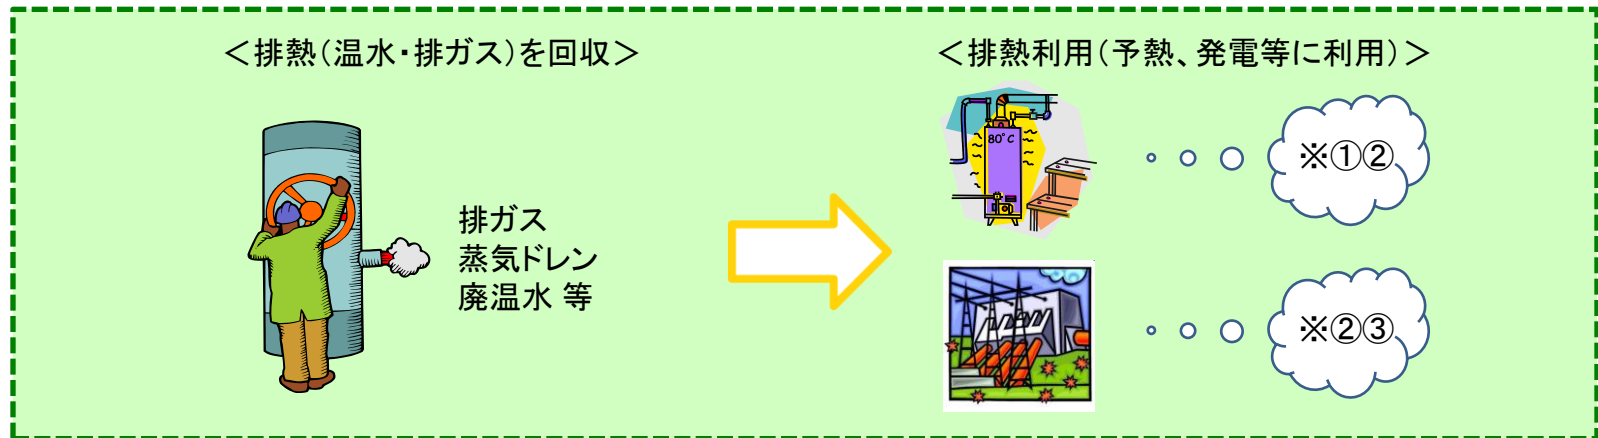 ＜排熱（温水・排ガス）を回収＞
＜排熱利用（予熱、発電等に利用）＞
80°C
※①②
排ガス
蒸気ドレン
廃温水 等
※②③